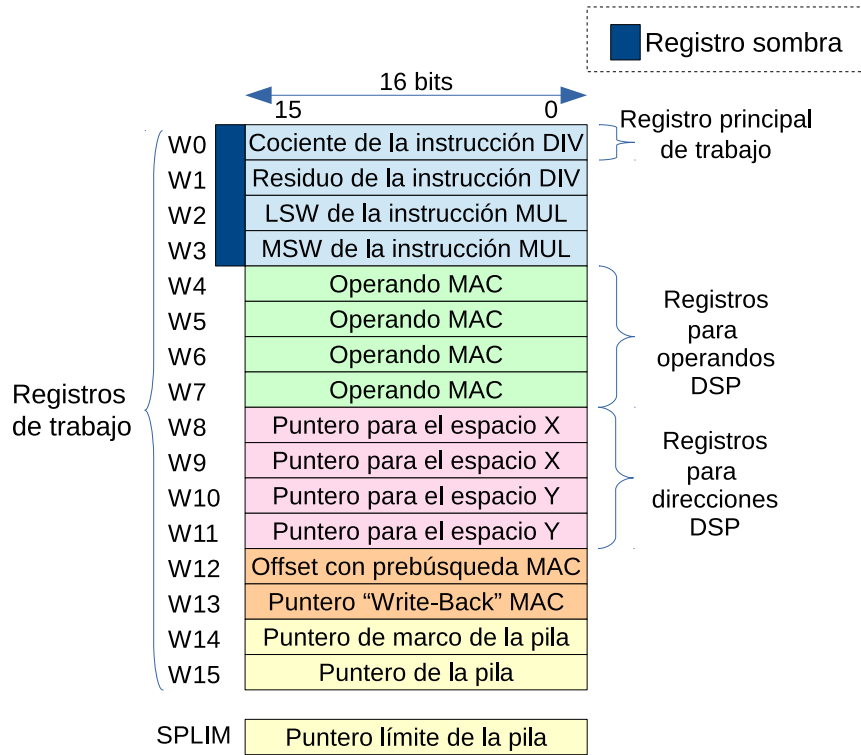 Registro sombra
16 bits
15 0
Registro principal
de trabajo
W0 Cociente de la instrucción DIV
W1 Residuo de la instrucción DIV
W2 LSW de la instrucción MUL
W3 MSW de la instrucción MUL
W4 Operando MAC
W5 Operando MAC
W6 Operando MAC
W7 Operando MAC
Registros
para
operandos
DSP
Registros
de trabajo
W8 Puntero para el espacio X
W9 Puntero para el espacio X
W10 Puntero para el espacio Y
W11 Puntero para el espacio Y
Registros
para
direcciones
DSP
W12 Offset con prebúsqueda MAC
W13 Puntero “Write-Back” MAC
W14 Puntero de marco de la pila
W15 Puntero de la pila
SPLIM Puntero límite de la pila